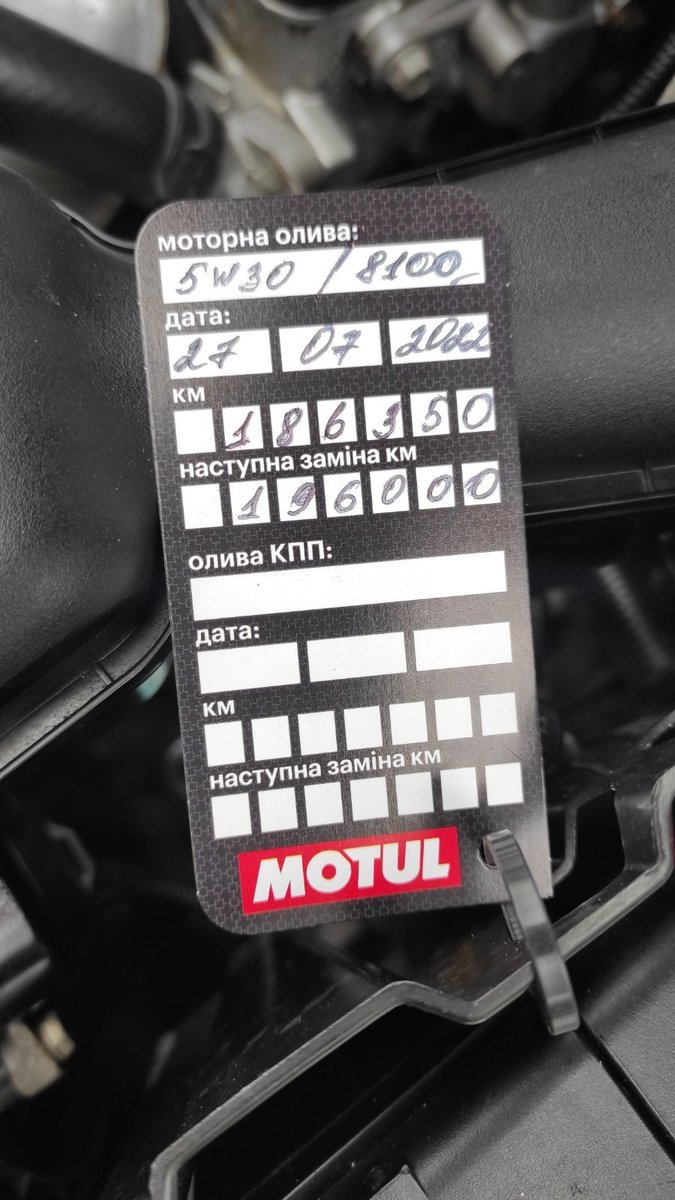 моторна олива:
5W30 / 8100
дата:
27 07 2022
км
186350
наступна заміна км
196000
олива КПП:
дата:
км
наступна заміна км
MOTUL